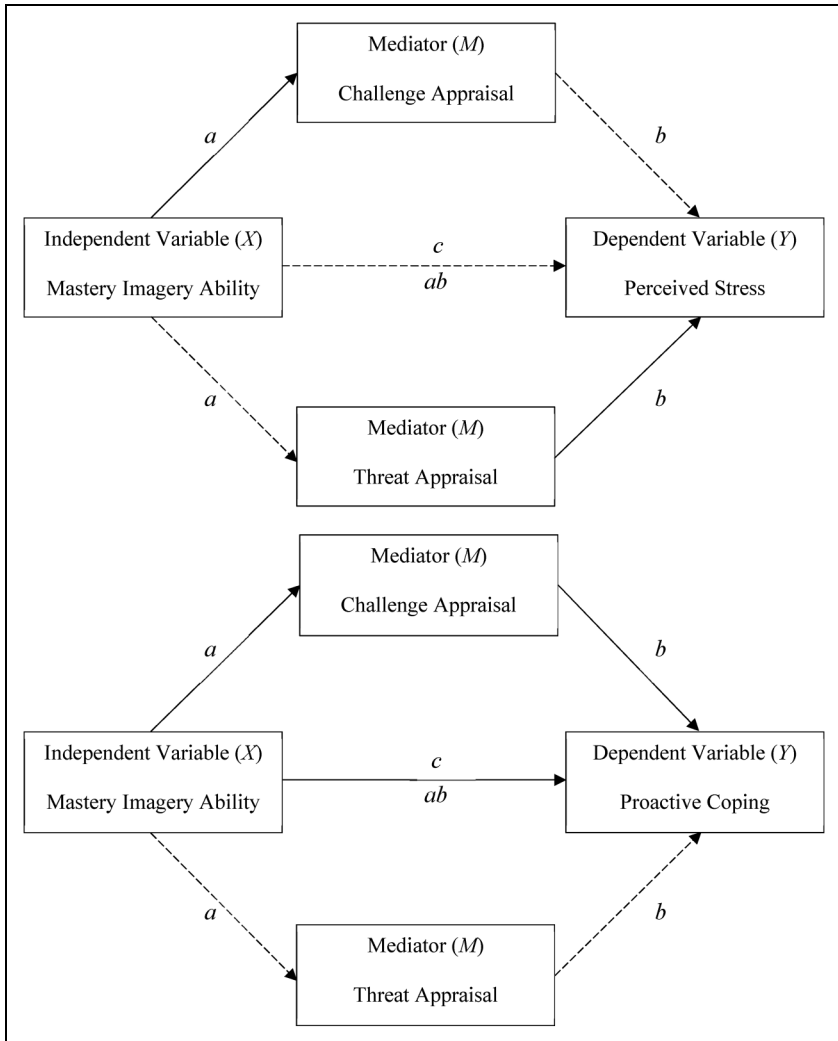 Mediator (M)
Challenge Appraisal
a
b
Independent Variable (X)
Mastery Imagery Ability
c
ab
Dependent Variable (Y)
Perceived Stress
a
b
Mediator (M)
Threat Appraisal
Mediator (M)
Challenge Appraisal
a
b
Independent Variable (X)
Mastery Imagery Ability
c
ab
Dependent Variable (Y)
Proactive Coping
a
b
Mediator (M)
Threat Appraisal